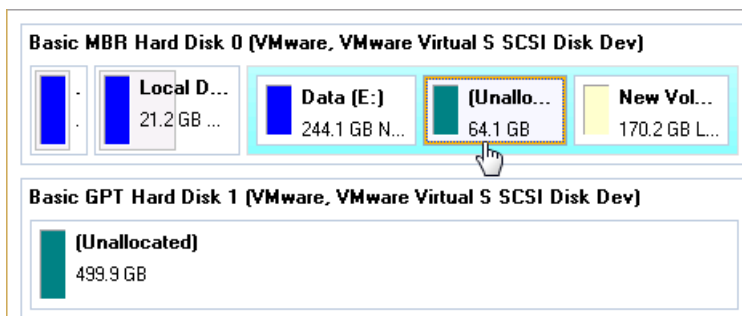 Basic MBR Hard Disk 0 (VMware, VMware Virtual S SCSI Disk Dev)
.
.
Local D...
21.2 GB ...
Data (E:)
244.1 GB N...
(Unallo...
64.1 GB
New Vol...
170.2 GB L...
Basic GPT Hard Disk 1 (VMware, VMware Virtual S SCSI Disk Dev)
(Unallocated)
499.9 GB